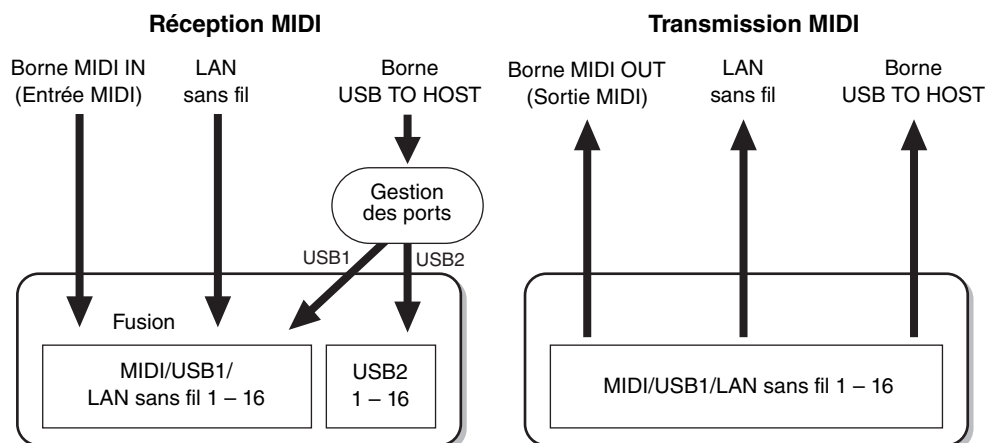 Réception MIDI
Borne MIDI IN
(Entrée MIDI)
LAN
sans fil
Borne
USB TO HOST
Gestion
des ports
USB1
USB2
Fusion
MIDI/USB1/
LAN sans fil 1 – 16
USB2
1 – 16
Transmission MIDI
Borne MIDI OUT
(Sortie MIDI)
LAN
sans fil
Borne
USB TO HOST
MIDI/USB1/LAN sans fil 1 – 16